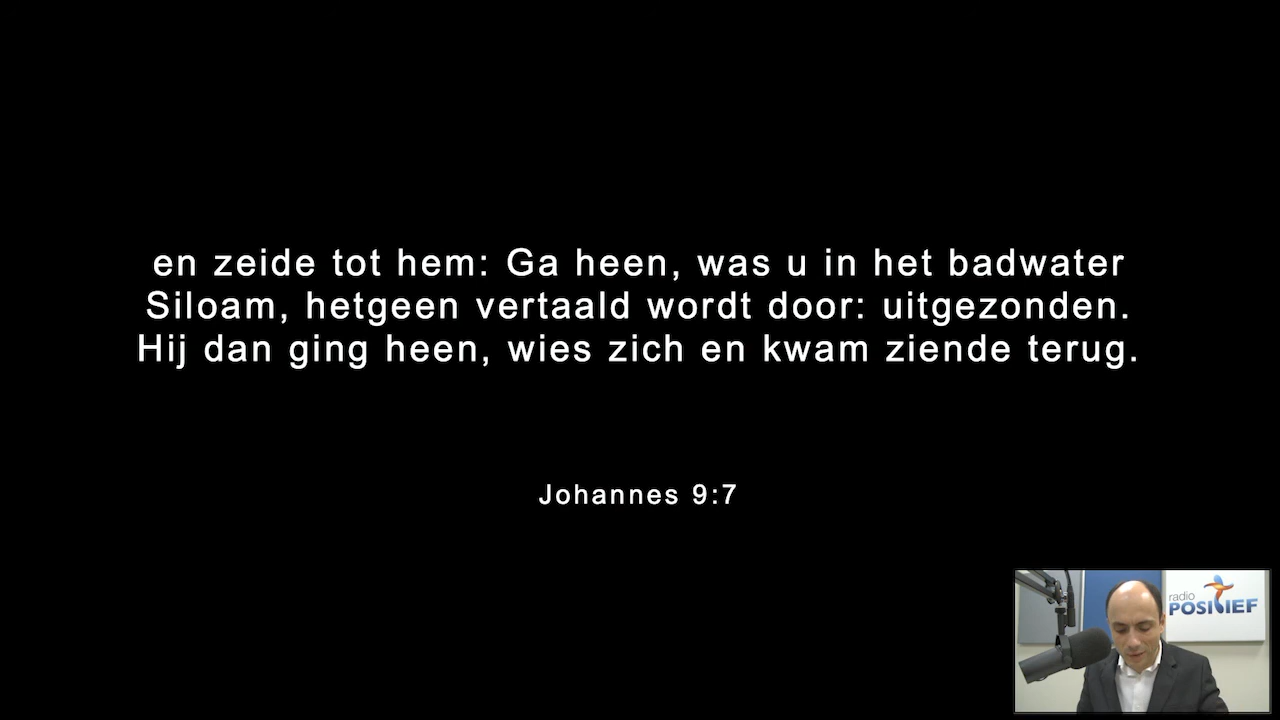 en zeide tot hem: Ga heen, was u in het badwater
Siloam, hetgeen vertaald wordt door: uitgezonden.
Hij dan ging heen, wies zich en kwam ziende terug.
Johannes 9:7
radio
POSITIEF